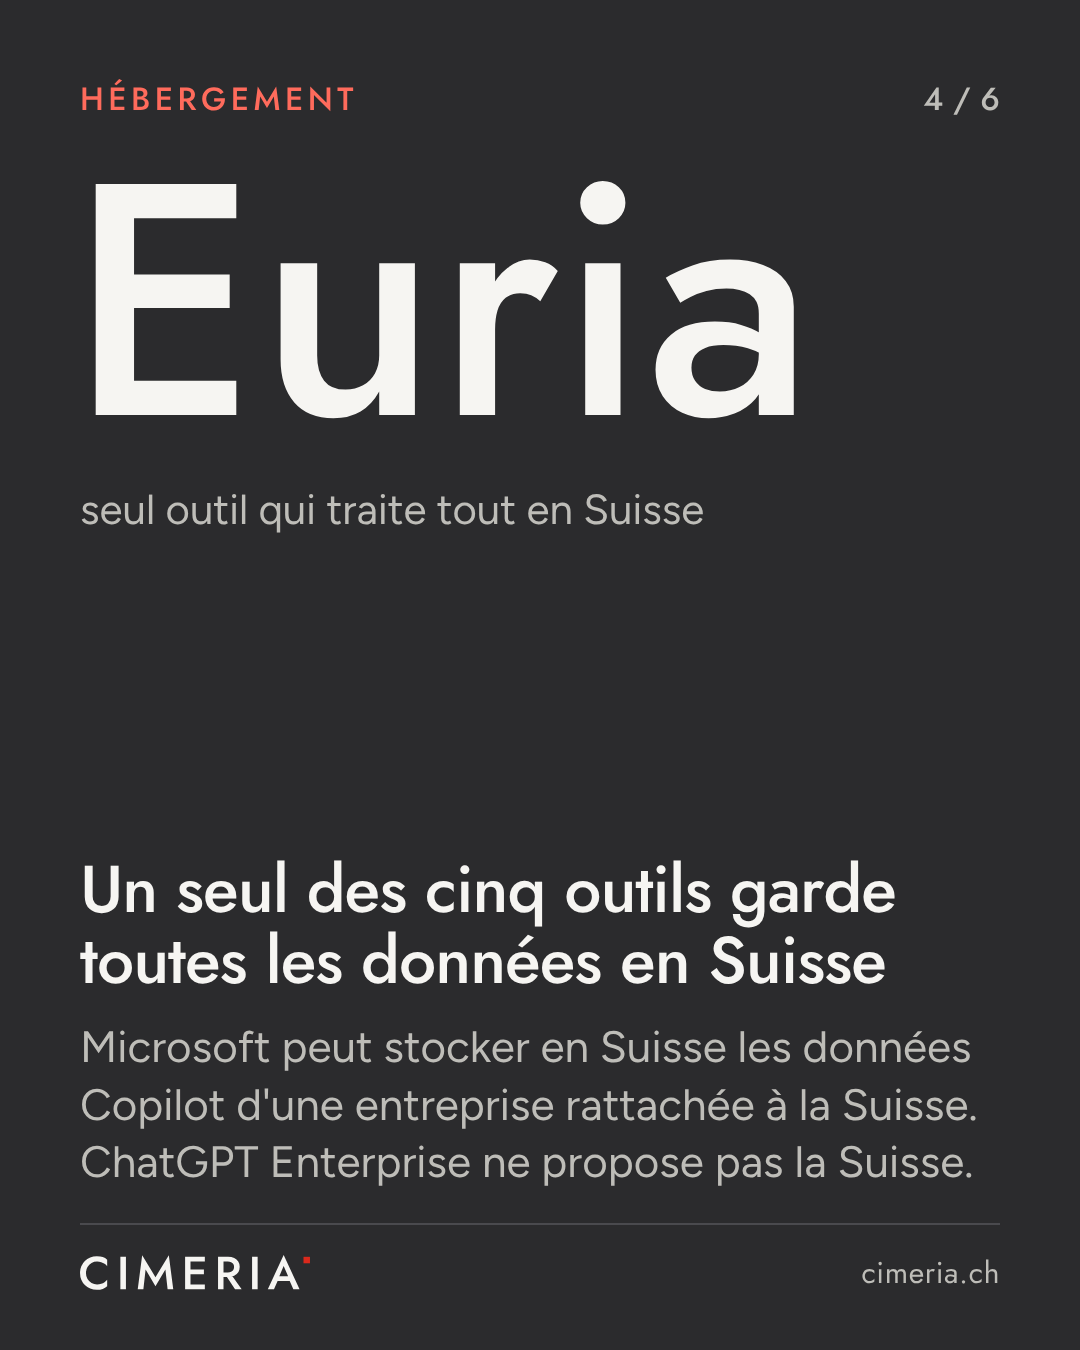 HÉBERGEMENT
4 / 6
Euria
seul outil qui traite tout en Suisse
Un seul des cinq outils garde
toutes les données en Suisse
Microsoft peut stocker en Suisse les données
Copilot d'une entreprise rattachée à la Suisse.
ChatGPT Enterprise ne propose pas la Suisse.
CIMERIA
cimeria.ch